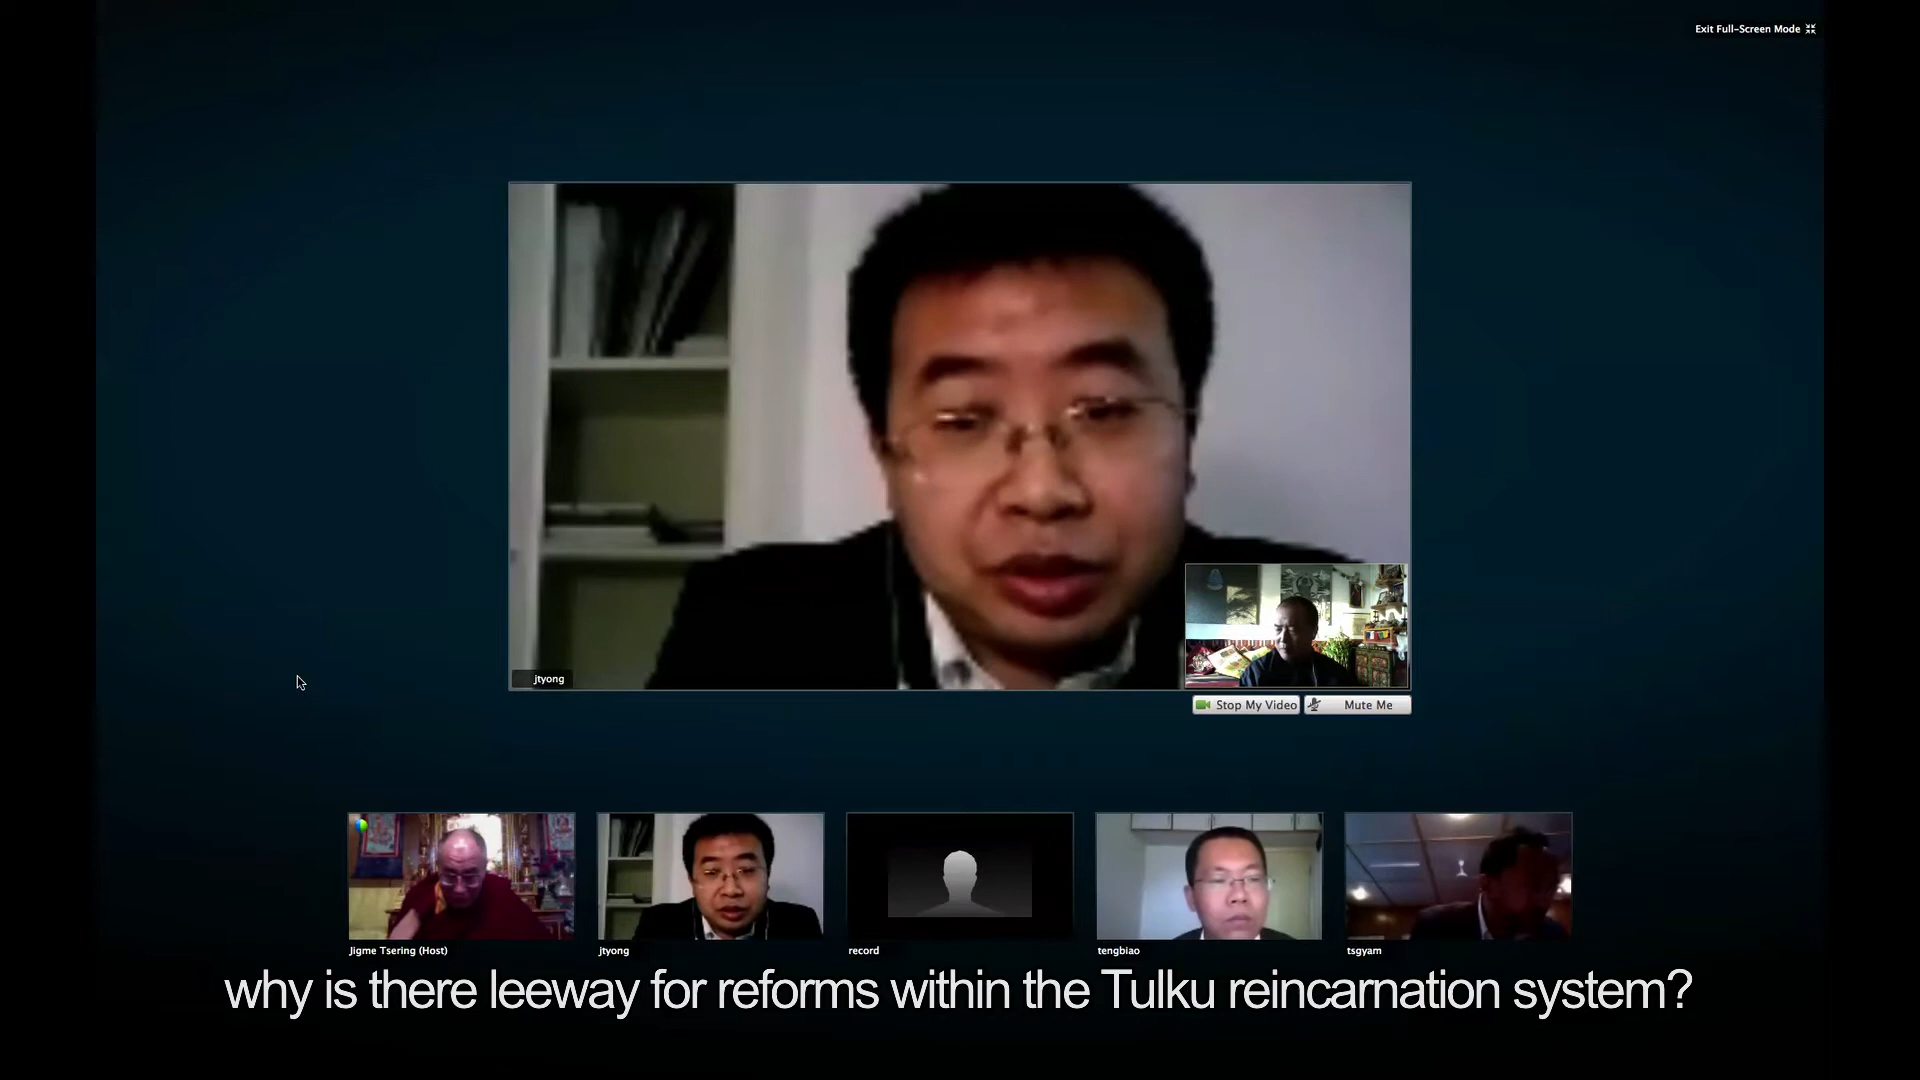 Exit Full-Screen Mode
jtyong
Stop My Video
Mute Me
Jigme Tsering (Host)
jtyong
record
tengbiao
tsgyam
why is there leeway for reforms within the Tulku reincarnation system?